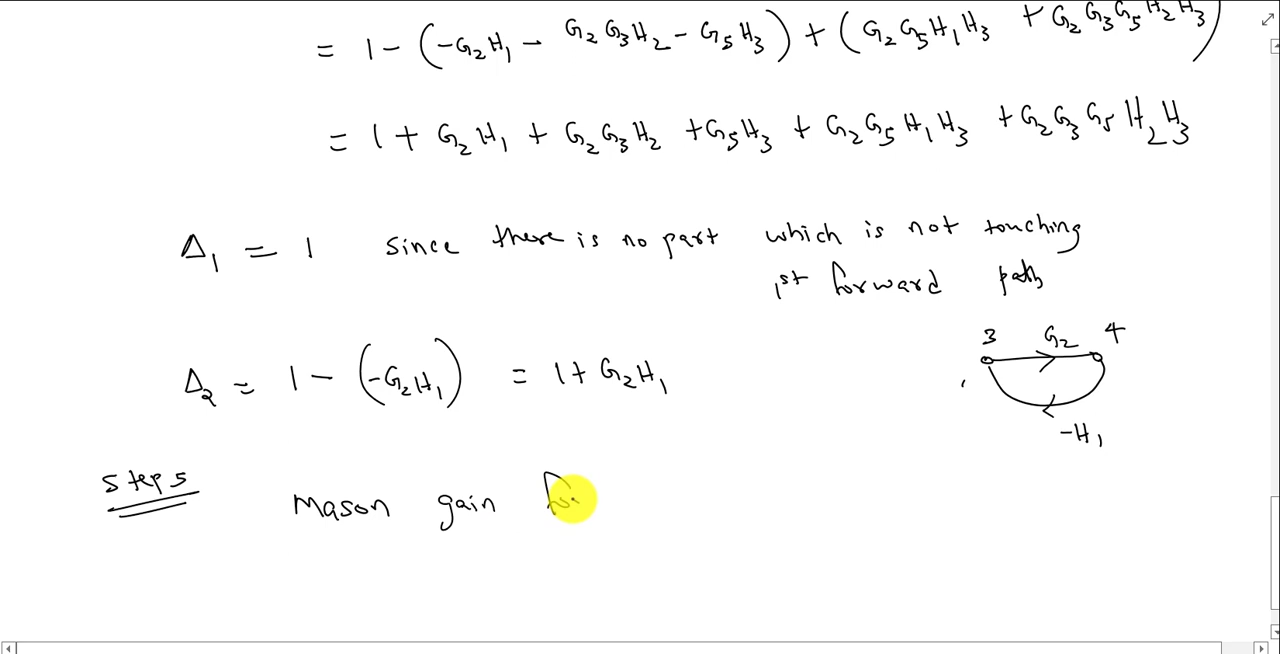 = 1 - (-G₂H₁ - G₂G₃H₂ - G₅H₃) + (G₂G₅H₁H₃ + G₂G₃G₅H₂H₃)
= 1 + G₂H₁ + G₂G₃H₂ + G₅H₃ + G₂G₅H₁H₃ + G₂G₃G₅H₂H₃
Δ₁ = 1 since there is no part which is not touching
1st forward path
3 G₂ 4
Δ₂ = 1 - (-G₂H₁) = 1 + G₂H₁
-H₁
Step 5
Mason gain